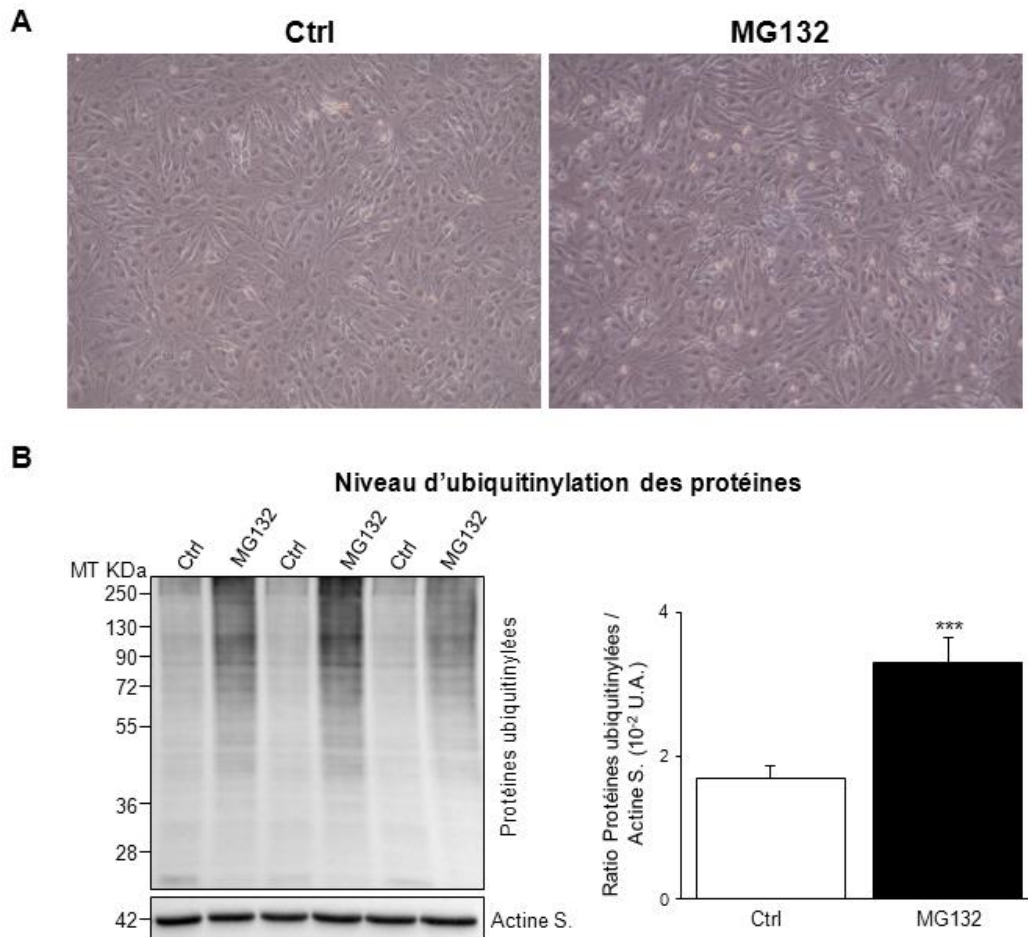 A
Ctrl
MG132
B
Niveau d’ubiquitinylation des protéines
Ctrl
MG132
Ctrl
MG132
Ctrl
MG132
MT KDa
250
130
90
72
55
36
28
42
Protéines ubiquitinylées
Actine S.
Ratio Protéines ubiquitinylées /
Actine S. (10⁻² U.A.)
4
2
0
***
Ctrl
MG132